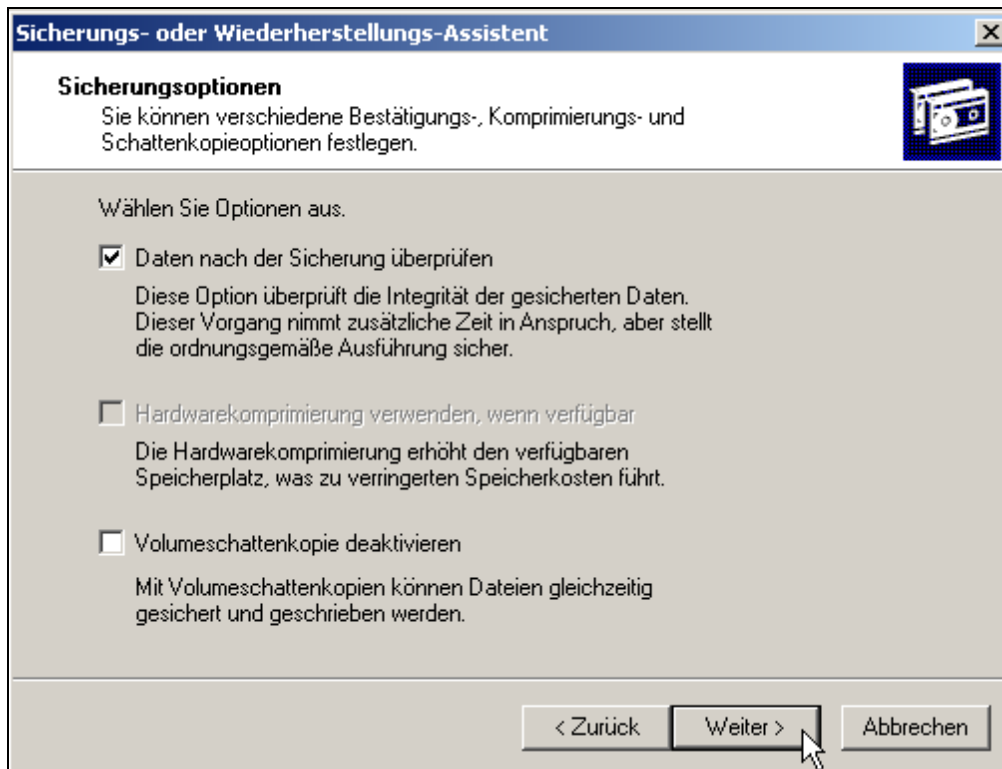 Sicherungs- oder Wiederherstellungs-Assistent
Sicherungsoptionen
Sie können verschiedene Bestätigungs-, Komprimierungs- und
Schattenkopieoptionen festlegen.
Wählen Sie Optionen aus.
Daten nach der Sicherung überprüfen
Diese Option überprüft die Integrität der gesicherten Daten.
Dieser Vorgang nimmt zusätzliche Zeit in Anspruch, aber stellt
die ordnungsgemäße Ausführung sicher.
Hardwarekomprimierung verwenden, wenn verfügbar
Die Hardwarekomprimierung erhöht den verfügbaren
Speicherplatz, was zu verringerten Speicherkosten führt.
Volumeschattenkopie deaktivieren
Mit Volumeschattenkopien können Dateien gleichzeitig
gesichert und geschrieben werden.
< Zurück Weiter > Abbrechen